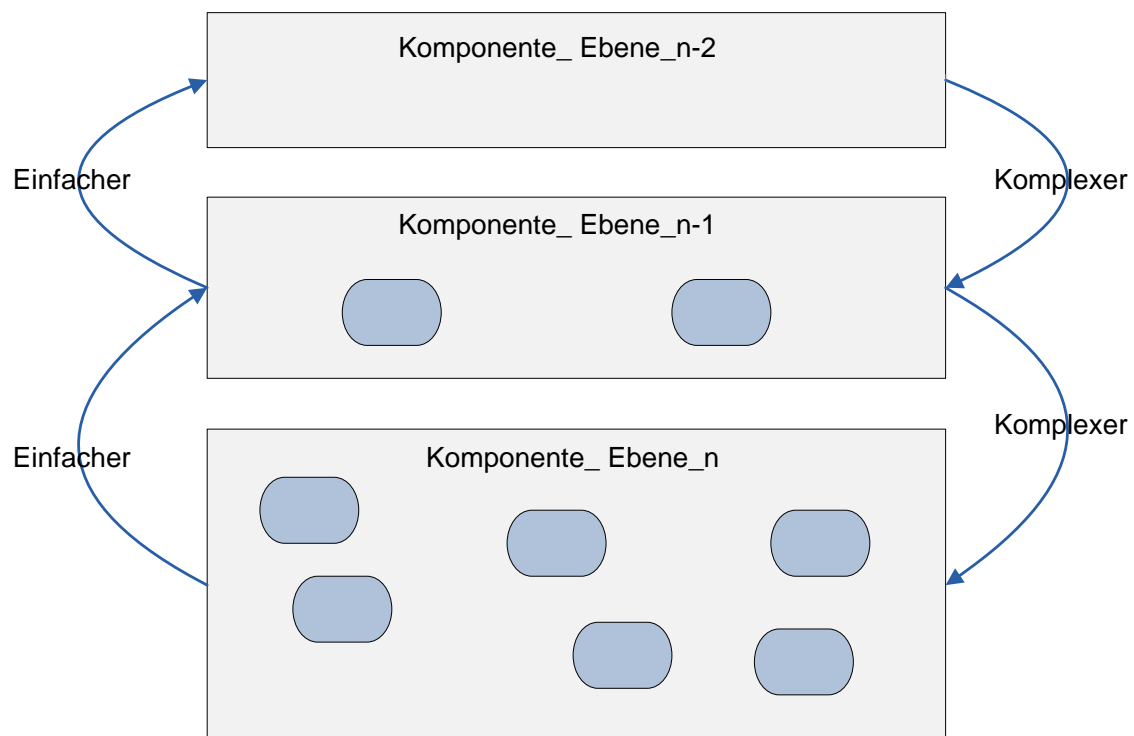 Komponente_ Ebene_n-2
Einfacher
Komplexer
Komponente_ Ebene_n-1
Komplexer
Einfacher
Komponente_ Ebene_n